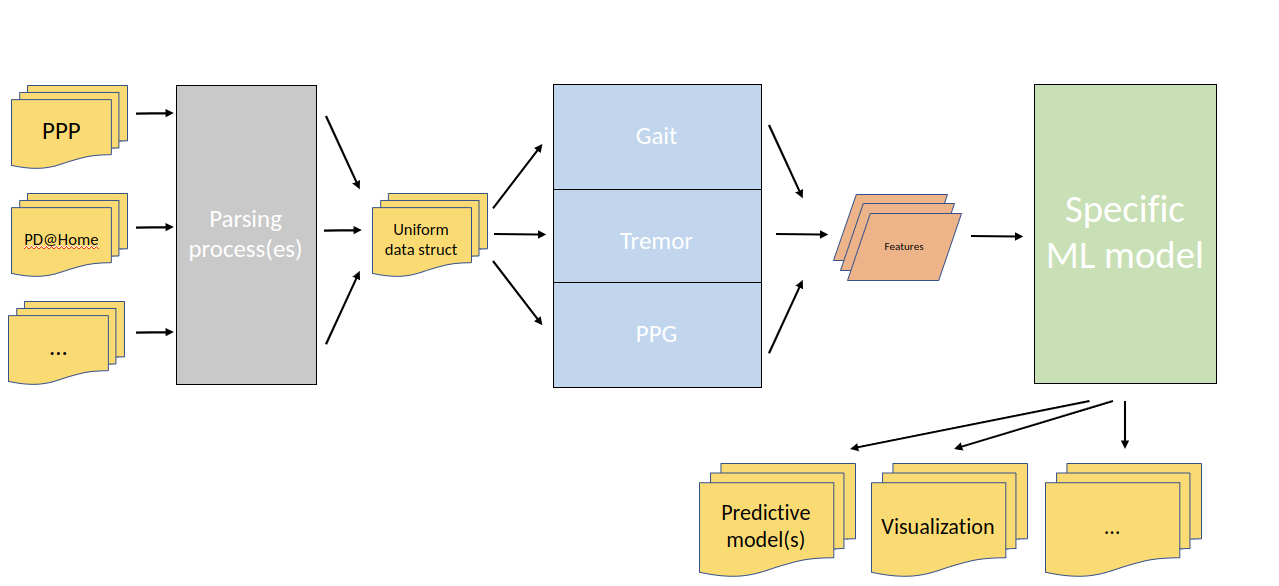 PPP
PD@Home
...
Parsing
process(es)
Uniform
data struct
Gait
Tremor
PPG
Features
Specific
ML model
Predictive
model(s)
Visualization
...